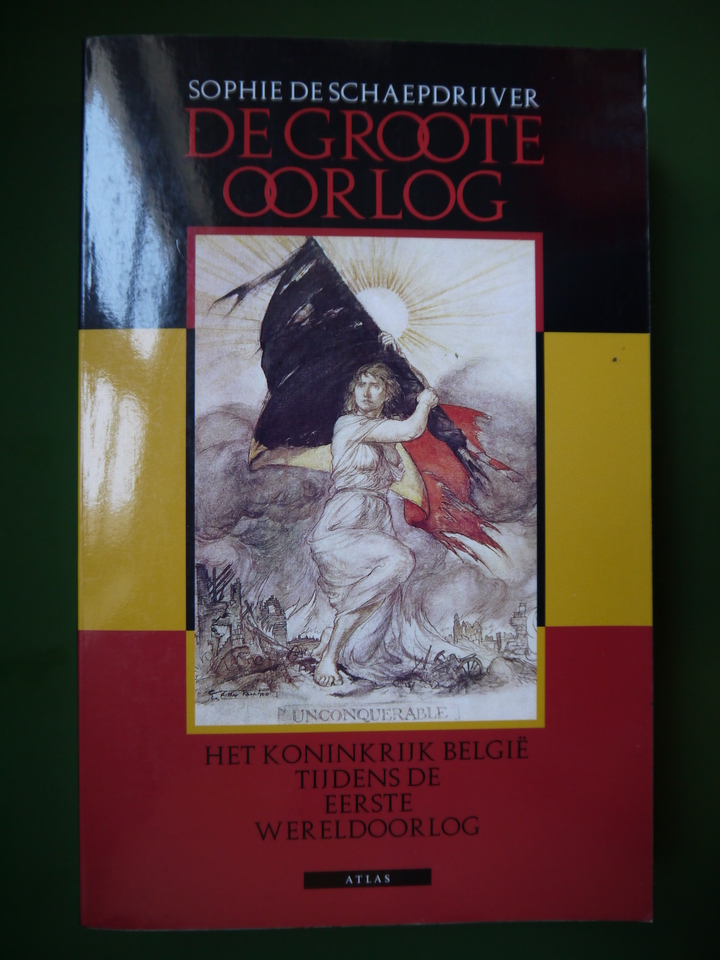 SOPHIE DE SCHAEPDRIJVER
DE GROOTE
OORLOG
UNCONQUERABLE
HET KONINKRIJK BELGIË
TIJDENS DE
EERSTE
WERELDOORLOG
ATLAS